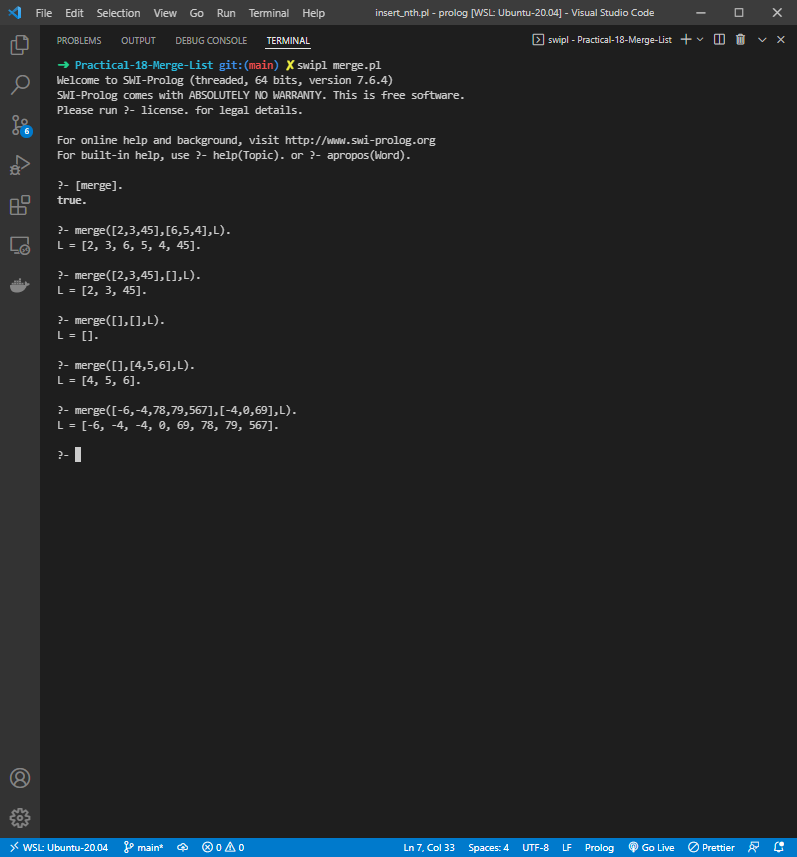 File Edit Selection View Go Run Terminal Help insert_nth.pl - prolog [WSL: Ubuntu-20.04] - Visual Studio Code
PROBLEMS OUTPUT DEBUG CONSOLE TERMINAL swipl - Practical-18-Merge-List
➜ Practical-18-Merge-List git:(main) ✗ swipl merge.pl
Welcome to SWI-Prolog (threaded, 64 bits, version 7.6.4)
SWI-Prolog comes with ABSOLUTELY NO WARRANTY. This is free software.
Please run ?- license. for legal details.
For online help and background, visit http://www.swi-prolog.org
For built-in help, use ?- help(Topic). or ?- apropos(Word).
?- [merge].
true.
?- merge([2,3,45],[6,5,4],L).
L = [2, 3, 6, 5, 4, 45].
?- merge([2,3,45],[],L).
L = [2, 3, 45].
?- merge([],[],L).
L = [].
?- merge([],[4,5,6],L).
L = [4, 5, 6].
?- merge([-6,-4,78,79,567],[-4,0,69],L).
L = [-6, -4, -4, 0, 69, 78, 79, 567].
?-
6
WSL: Ubuntu-20.04 main* 0 0 Ln 7, Col 33 Spaces: 4 UTF-8 LF Prolog Go Live Prettier